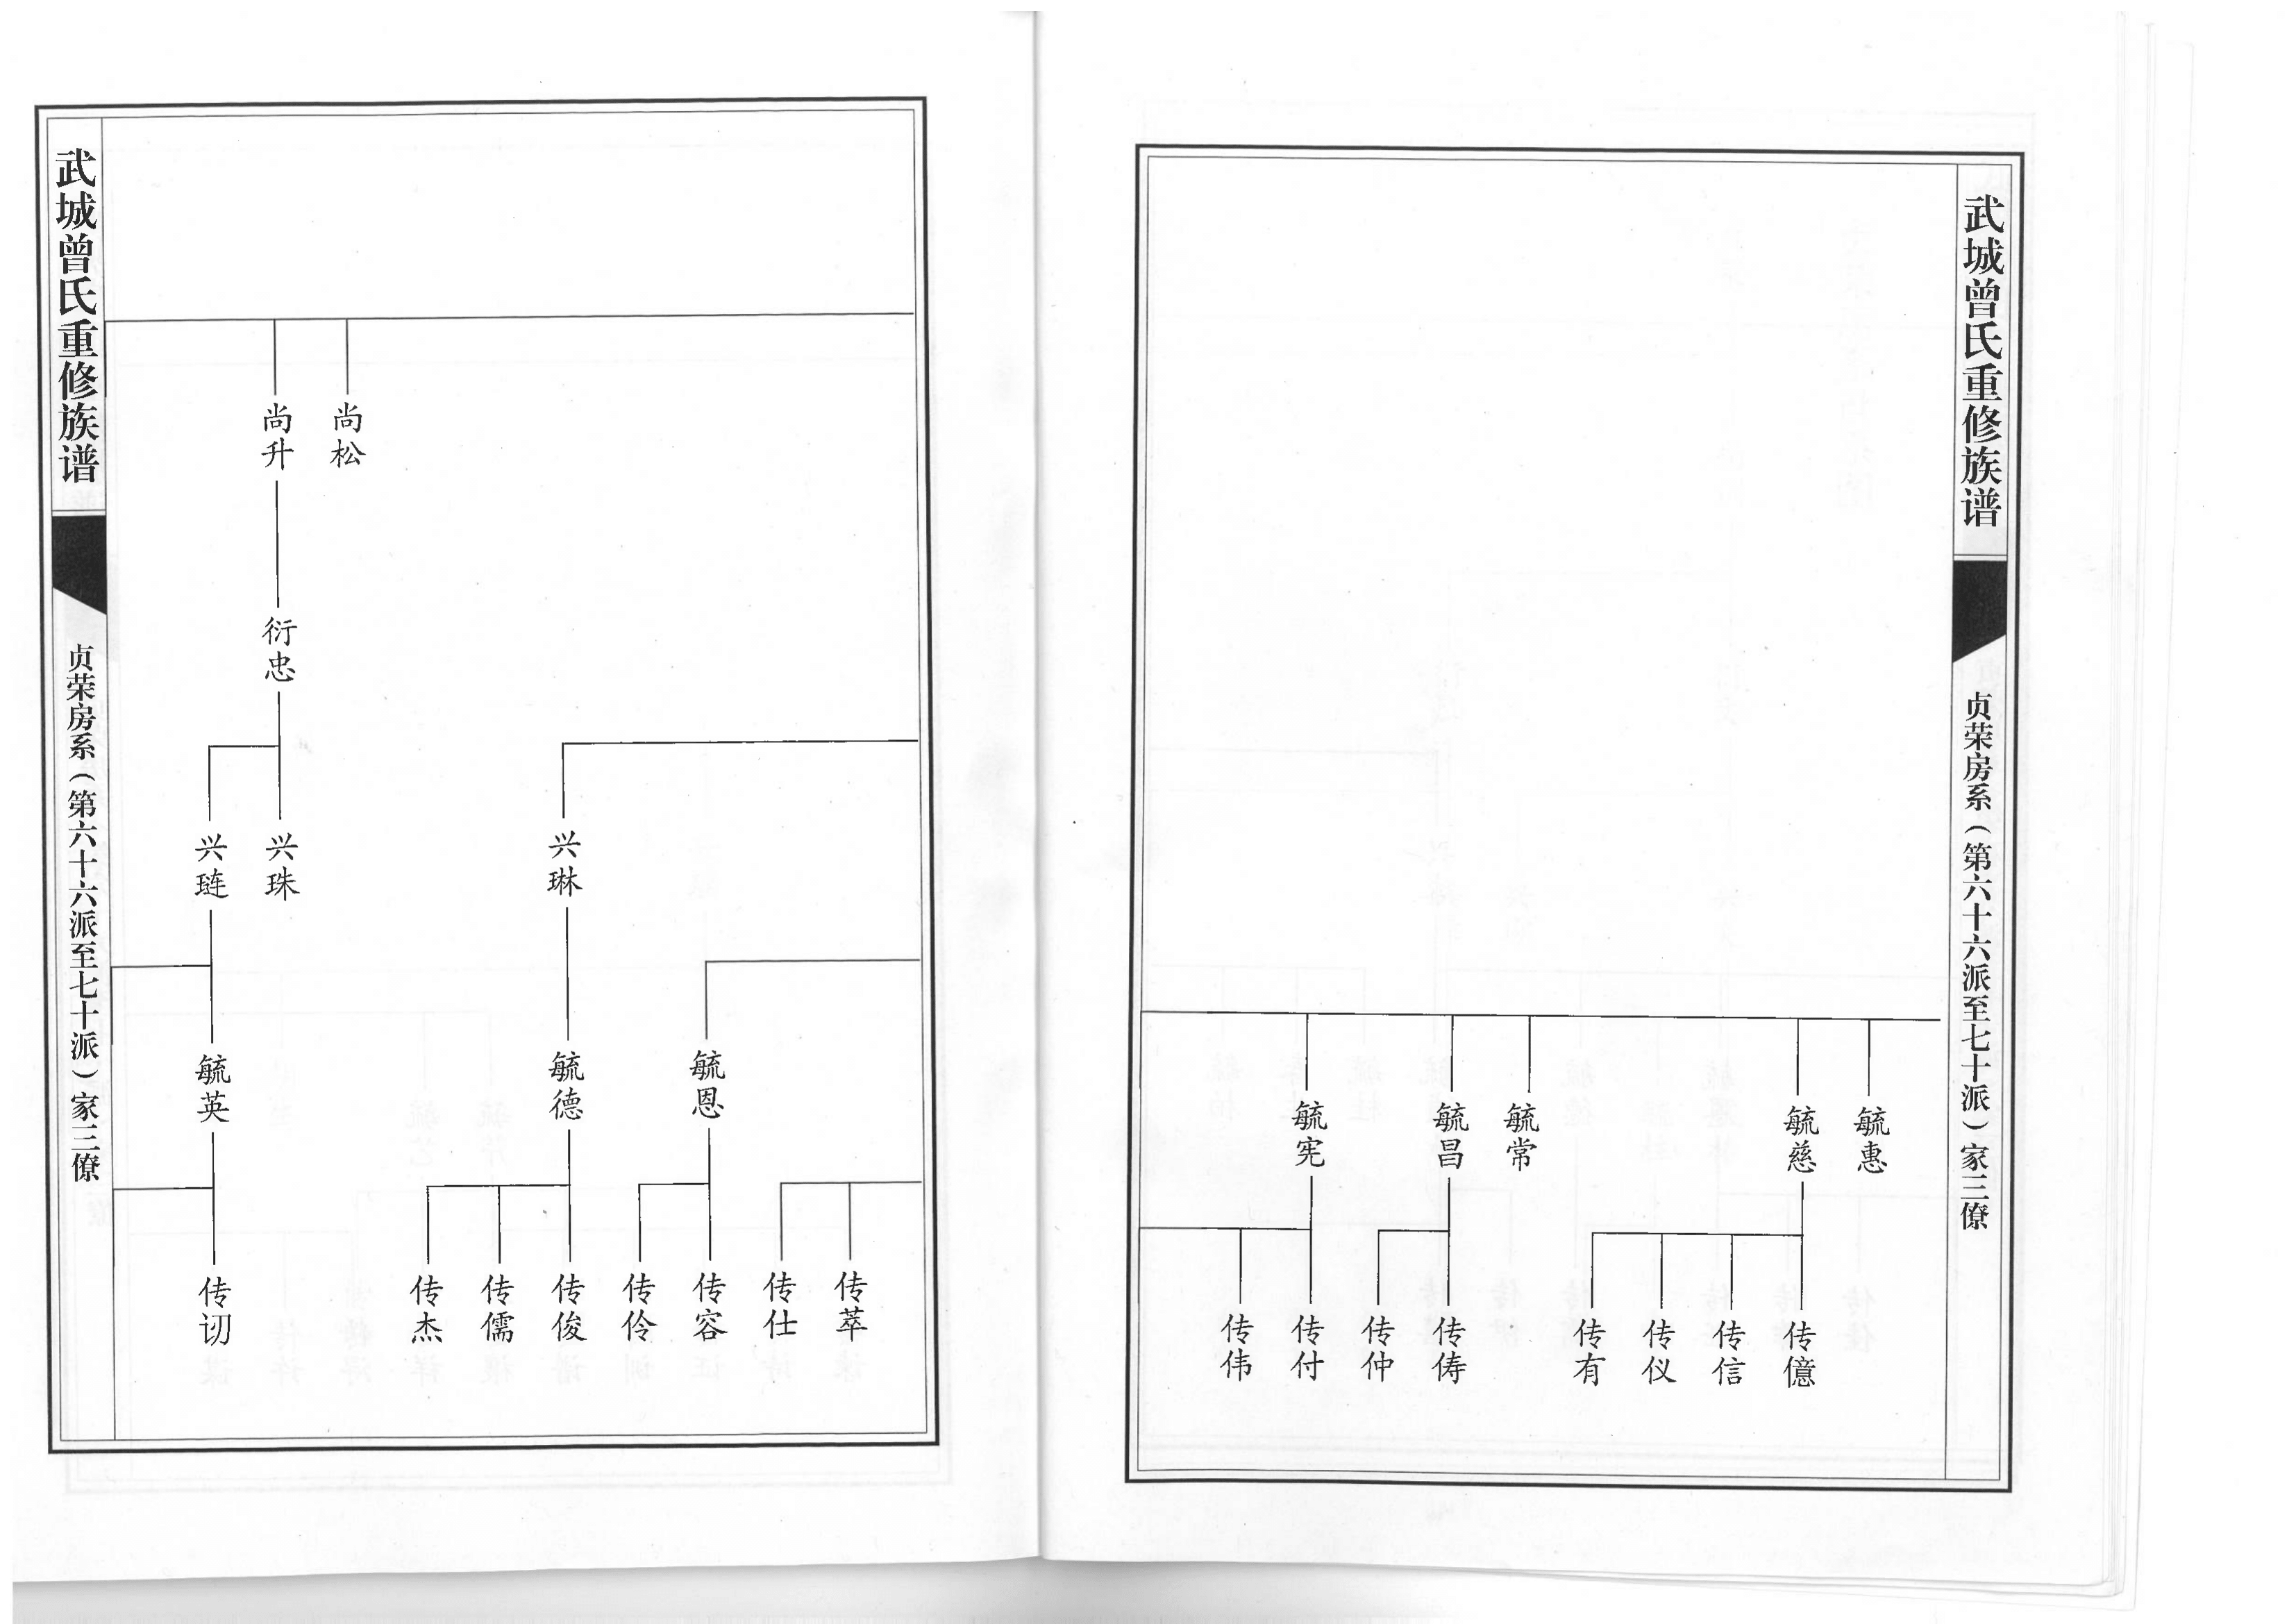 武城曾氏重修族谱
贞荣房系（第六十六派至七十派）家三僚
毓惠
毓慈
毓常
毓昌
毓宪
传億
传信
传仪
传有
传俦
传仲
传付
传伟
尚松
尚升
衍忠
兴琳
兴珠
兴琏
毓恩
毓德
毓英
传萃
传仕
传容
传伶
传俊
传儒
传杰
传讱
武城曾氏重修族谱
贞荣房系（第六十六派至七十派）家三僚